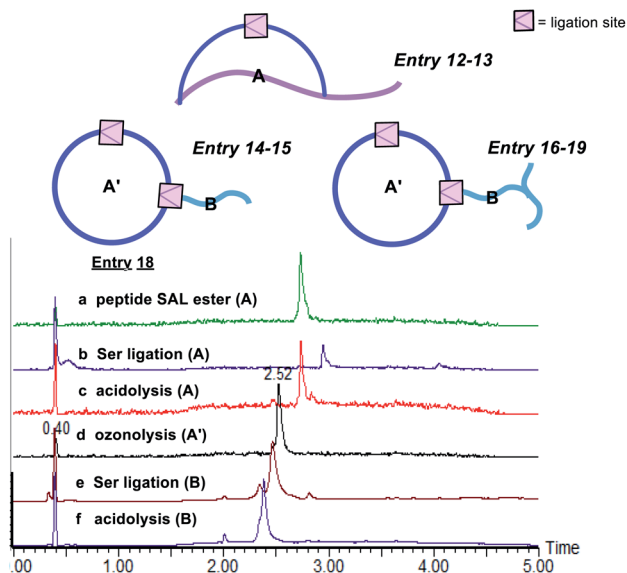 = ligation site
A
Entry 12-13
Entry 14-15
Entry 16-19
A'
B
A'
B
Entry 18
a peptide SAL ester (A)
b Ser ligation (A)
2.52
c acidolysis (A)
0.40
d ozonolysis (A')
e Ser ligation (B)
f acidolysis (B)
Time
.00 1.00 2.00 3.00 4.00 5.00